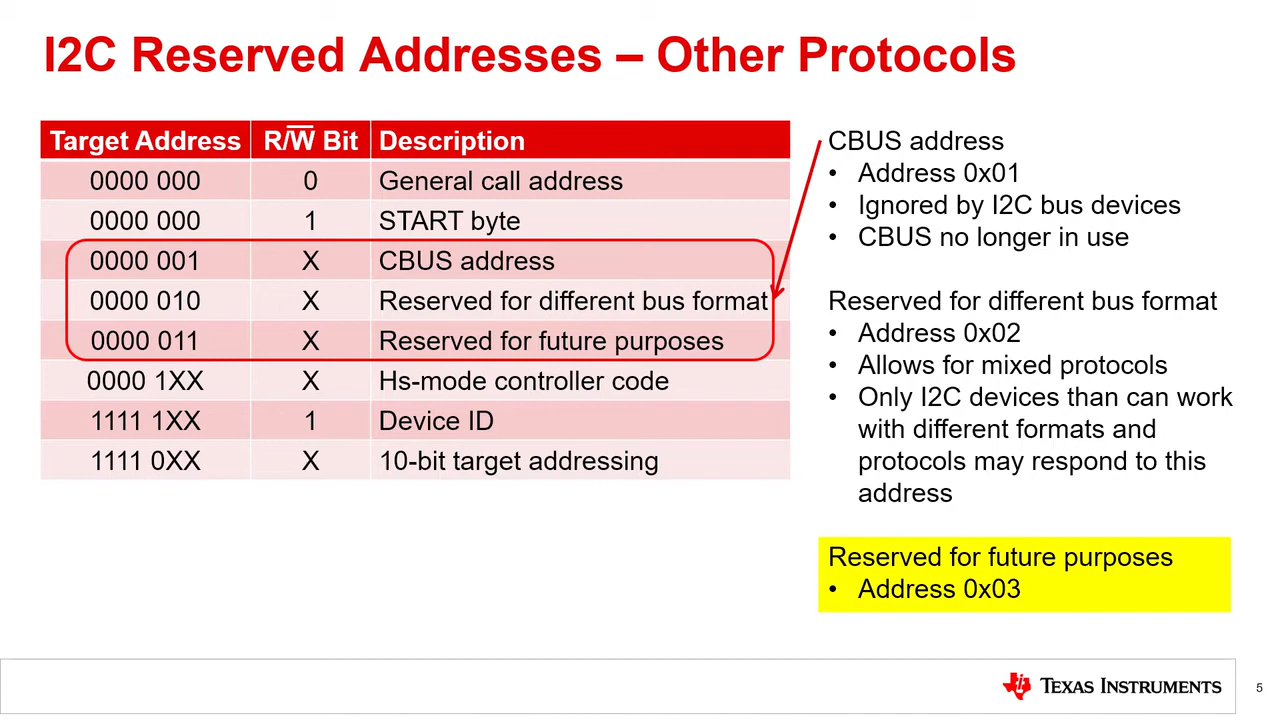 I2C Reserved Addresses – Other Protocols
Target Address R/W̅ Bit Description
0000 000 0 General call address
0000 000 1 START byte
0000 001 X CBUS address
0000 010 X Reserved for different bus format
0000 011 X Reserved for future purposes
0000 1XX X Hs-mode controller code
1111 1XX 1 Device ID
1111 0XX X 10-bit target addressing
CBUS address
• Address 0x01
• Ignored by I2C bus devices
• CBUS no longer in use
Reserved for different bus format
• Address 0x02
• Allows for mixed protocols
• Only I2C devices than can work
with different formats and
protocols may respond to this
address
Reserved for future purposes
• Address 0x03
TEXAS INSTRUMENTS
5